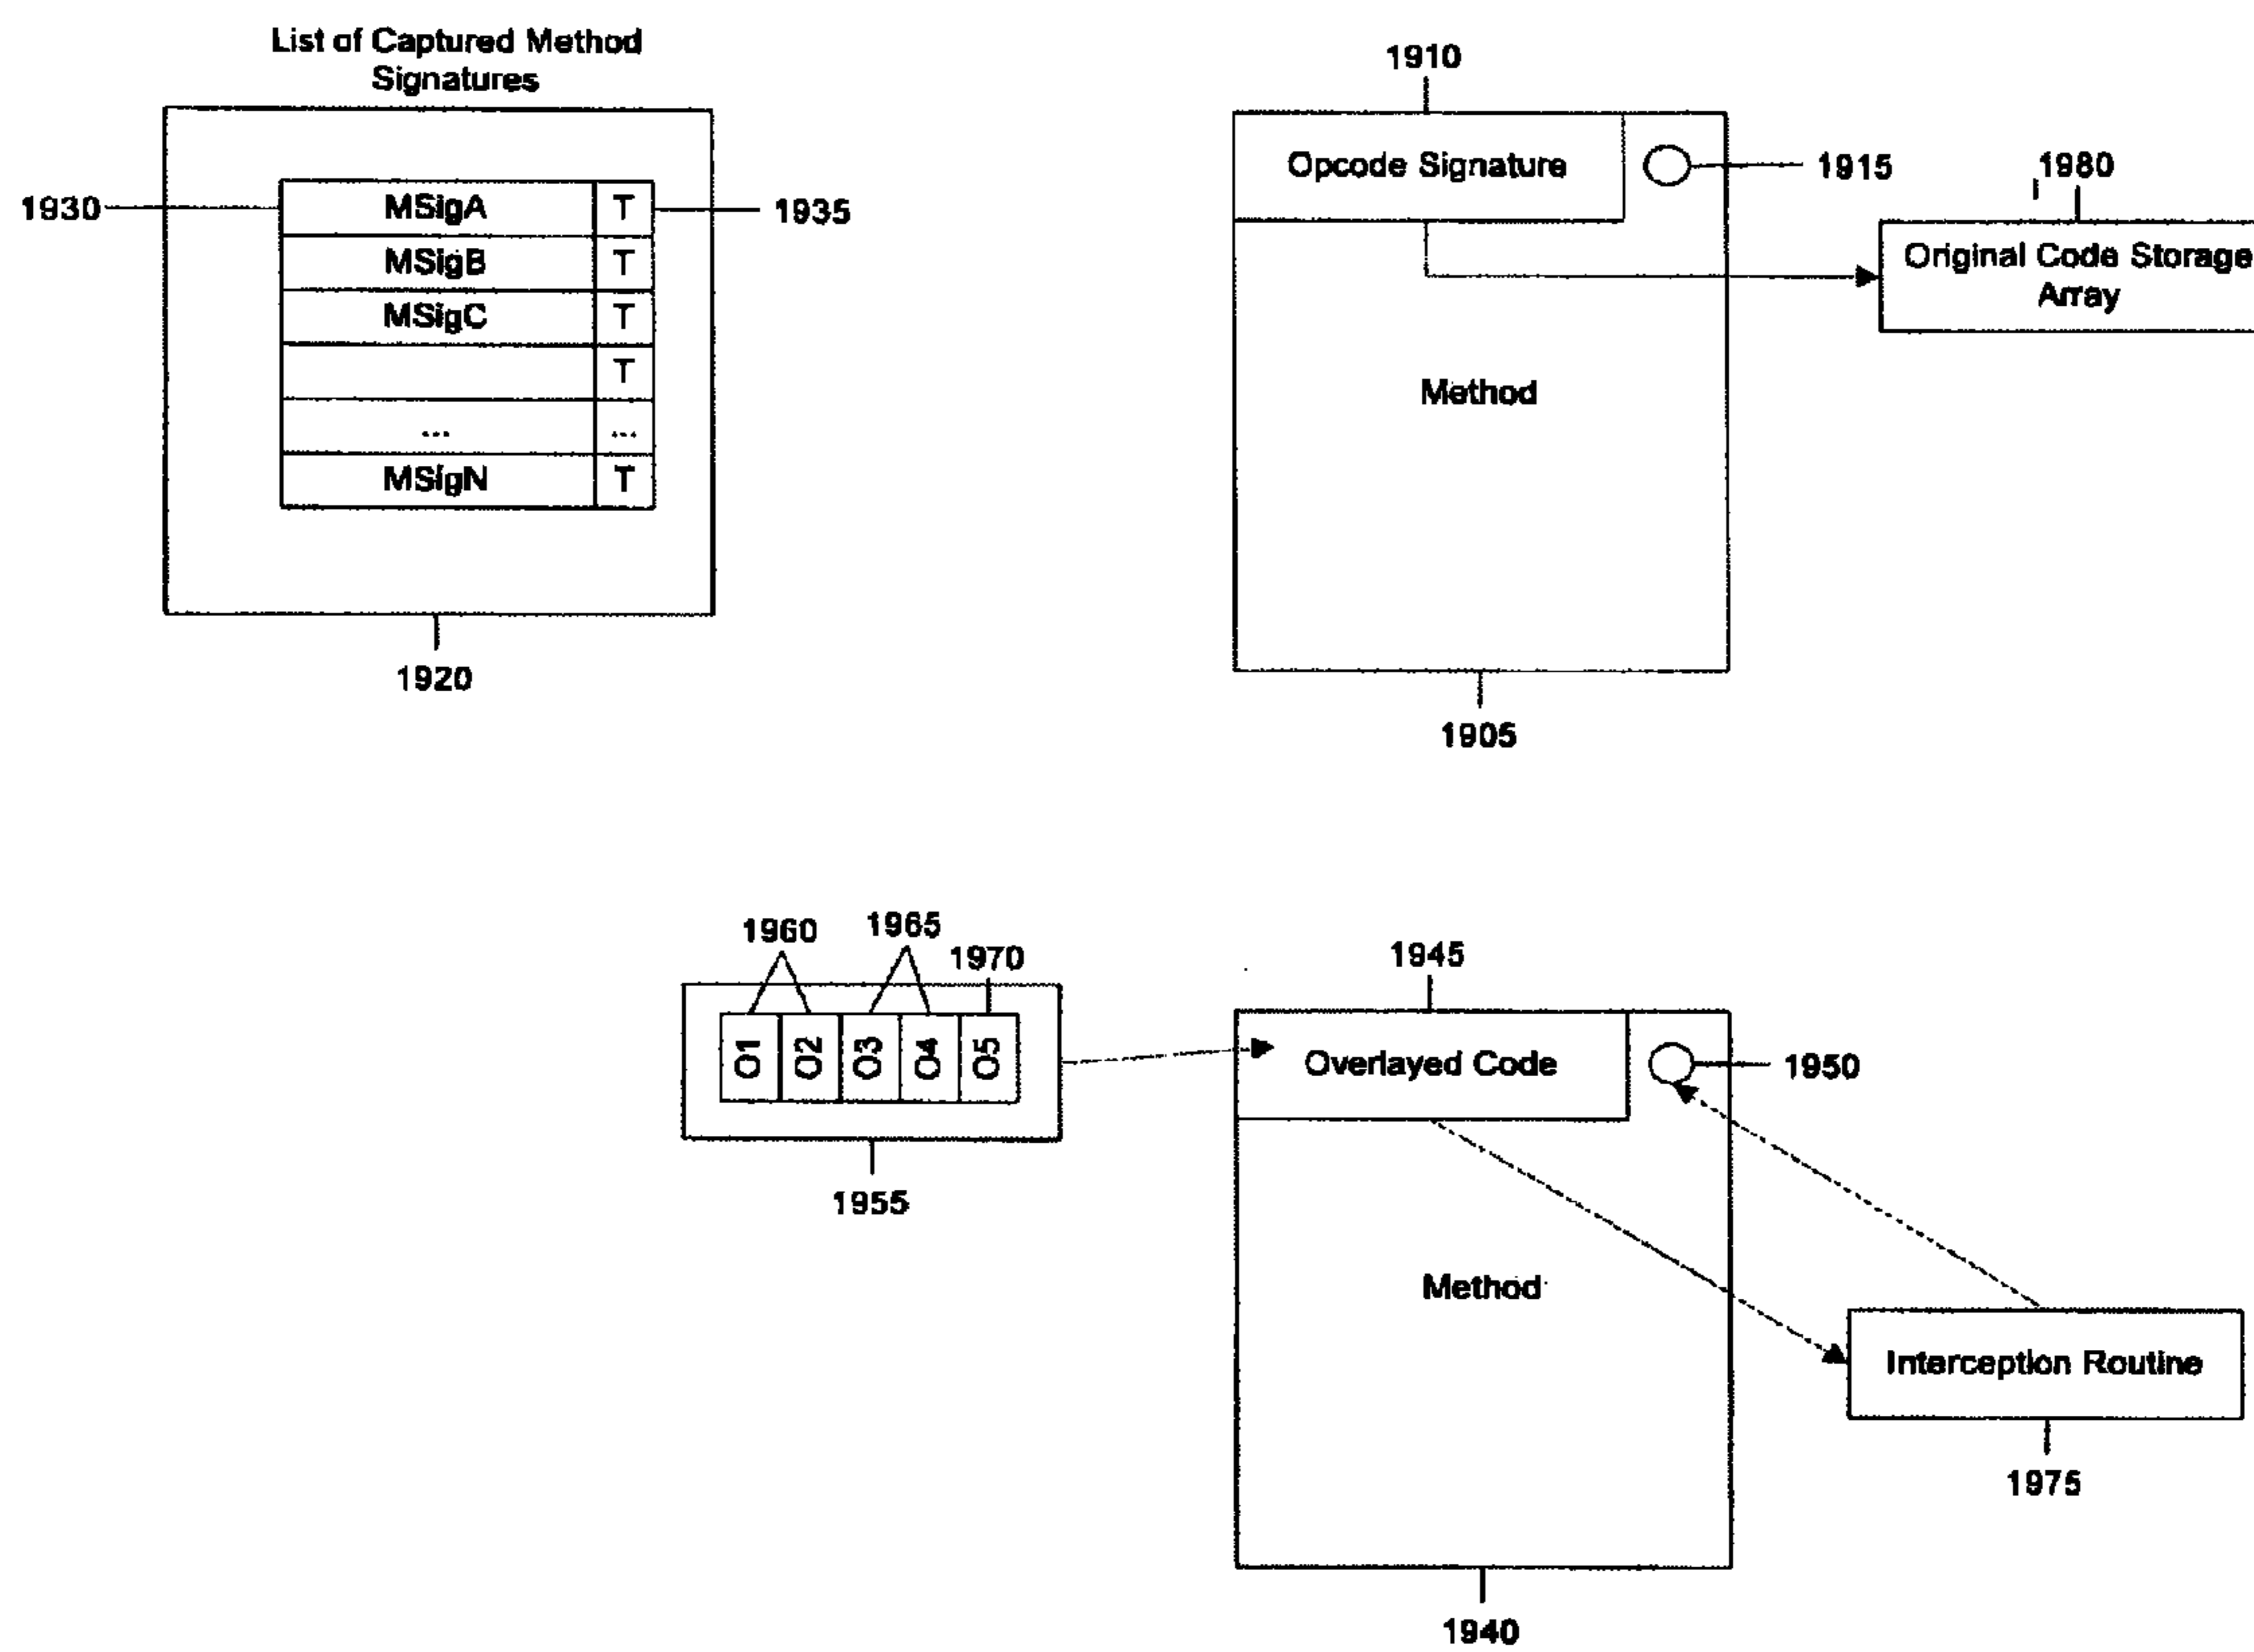 List of Captured Method
Signatures
1930
MSigA T
1935
MSigB T
MSigC T
T
... ...
MSigN T
1920
1910
Opcode Signature
1915
1980
Original Code Storage
Array
Method
1905
1960
1965
1970
O1 O2 O3 O4 O5
1955
1945
Overlayed Code
1950
Method
Interception Routine
1975
1940